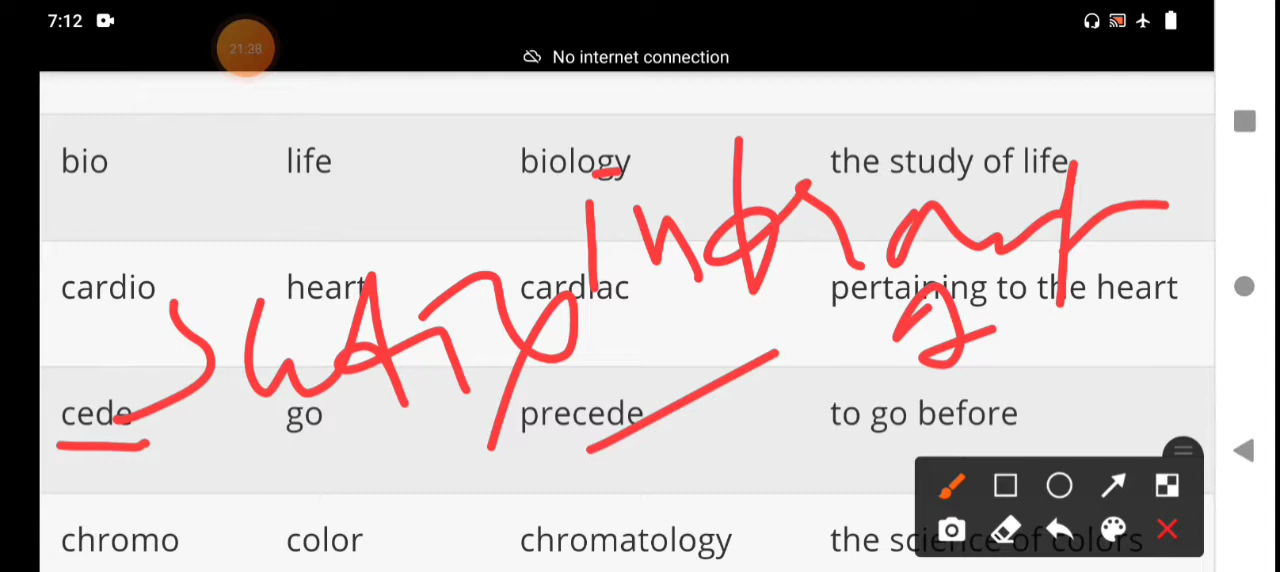 7:12
21:38
No internet connection
bio life biology the study of life
cardio heart cardiac pertaining to the heart
cede go precede to go before
chromo color chromatology the science of colors